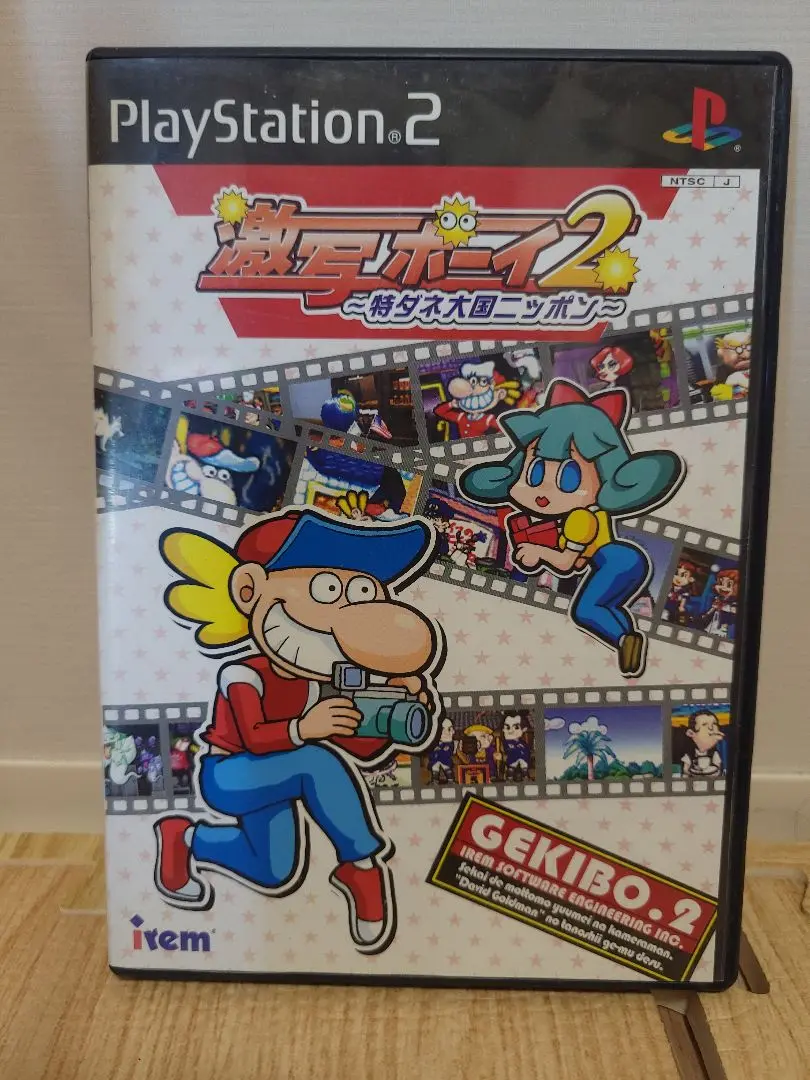 PlayStation®2
NTSC J
激写ボーイ2
～特ダネ大国ニッポン～
GEKIBO.2
IREM SOFTWARE ENGINEERING INC.
Sekai de mottomo yuumei na kameraman.
"David Goldman" no tanoshii ge-mu desu.
irem®